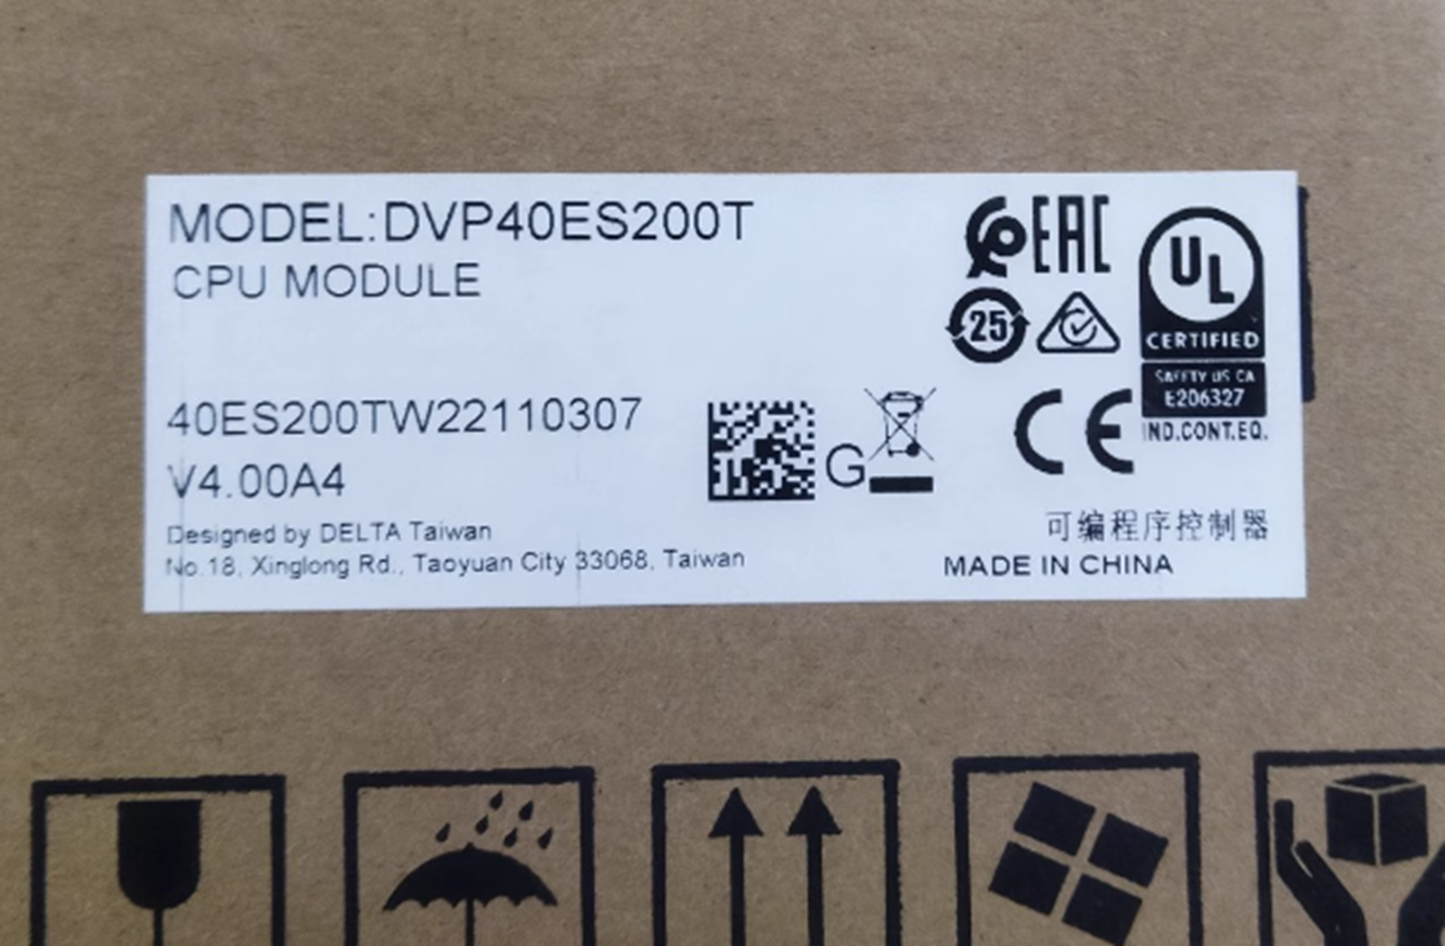 MODEL:DVP40ES200T
CPU MODULE
EAC
UL
25
CERTIFIED
SAFETY US CA
E206327
IND.CONT.EQ.
CE
40ES200TW22110307
G
V4.00A4
可编程序控制器
Designed by DELTA Taiwan
No.18, Xinglong Rd., Taoyuan City 33068, Taiwan
MADE IN CHINA